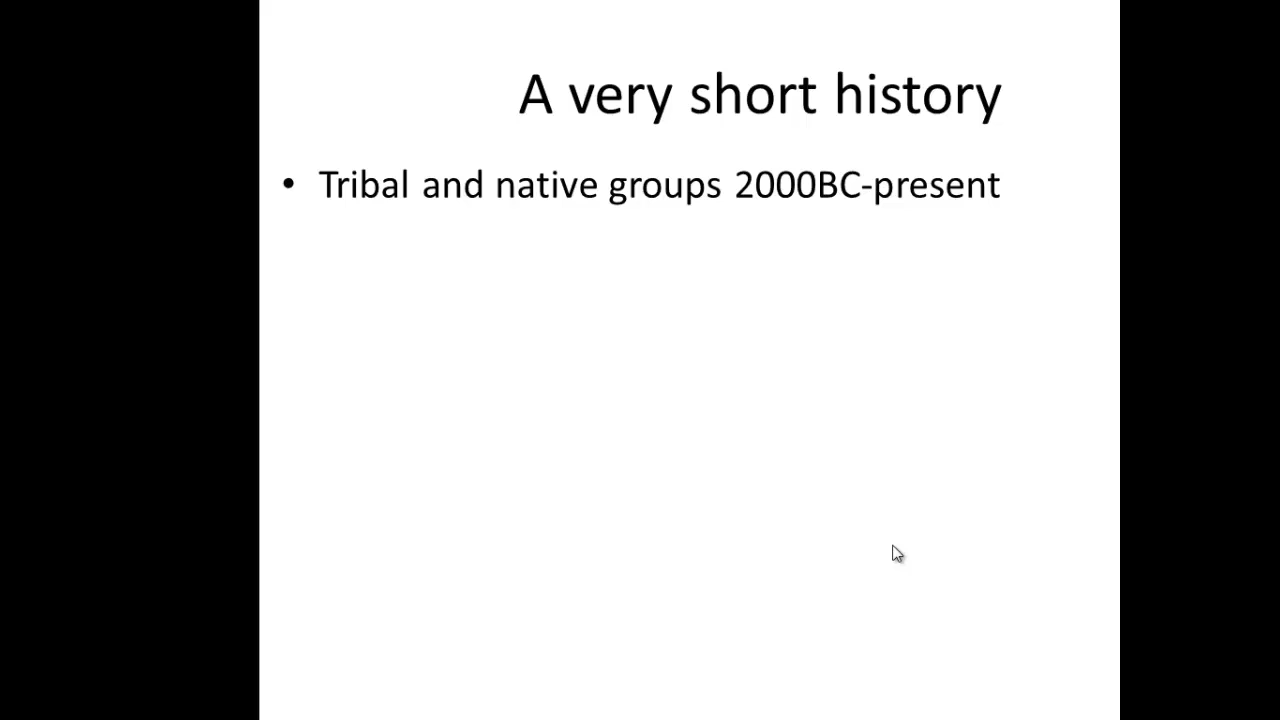 A very short history
• Tribal and native groups 2000BC-present